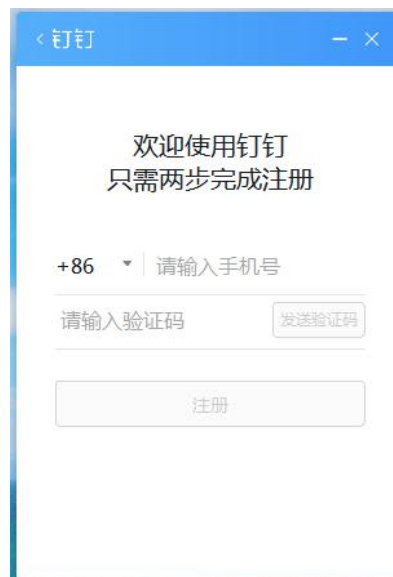 钉钉
欢迎使用钉钉
只需两步完成注册
+86 请输入手机号
请输入验证码 发送验证码
注册